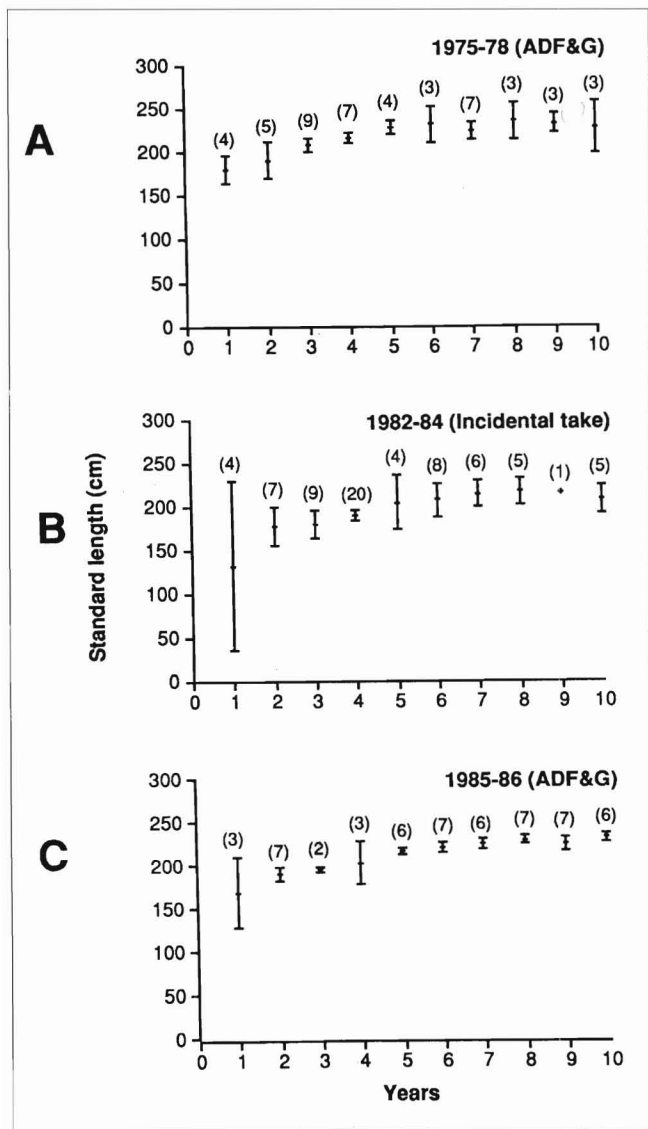 1975-78 (ADF&G)
A
300
250
200
150
100
50
0
(4) (5) (9) (7) (4) (3) (7) (3) (3) (3)
0 1 2 3 4 5 6 7 8 9 10
1982-84 (Incidental take)
B
Standard length (cm)
300
250
200
150
100
50
0
(4) (7) (9) (20) (4) (8) (6) (5) (1) (5)
0 1 2 3 4 5 6 7 8 9 10
1985-86 (ADF&G)
C
300
250
200
150
100
50
0
(3) (7) (2) (3) (6) (7) (6) (7) (7) (6)
0 1 2 3 4 5 6 7 8 9 10
Years